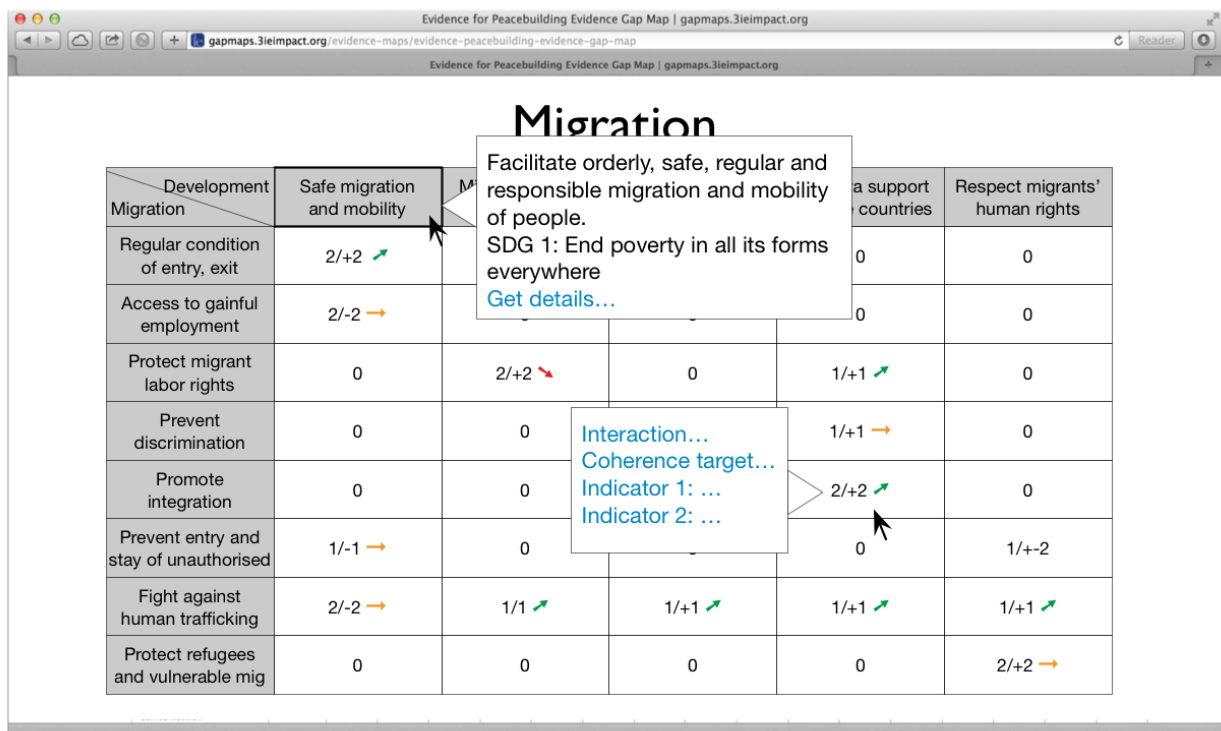 Evidence for Peacebuilding Evidence Gap Map | gapmaps.3ieimpact.org
gapmaps.3ieimpact.org/evidence-maps/evidence-peacebuilding-evidence-gap-map
Reader
Evidence for Peacebuilding Evidence Gap Map | gapmaps.3ieimpact.org
Migration
Development
Migration
Safe migration
and mobility
Facilitate orderly, safe, regular and
responsible migration and mobility
of people.
SDG 1: End poverty in all its forms
everywhere
Get details…
support
countries
Respect migrants'
human rights
Regular condition
of entry, exit
2/+2
0
0
Access to gainful
employment
2/-2
0
0
Protect migrant
labor rights
0
2/+2
0
1/+1
0
Prevent
discrimination
0
0
1/+1
0
Interaction…
Coherence target…
Indicator 1: …
Indicator 2: …
Promote
integration
0
0
2/+2
0
Prevent entry and
stay of unauthorised
1/-1
0
0
1/+-2
Fight against
human trafficking
2/-2
1/1
1/+1
1/+1
1/+1
Protect refugees
and vulnerable mig
0
0
0
0
2/+2